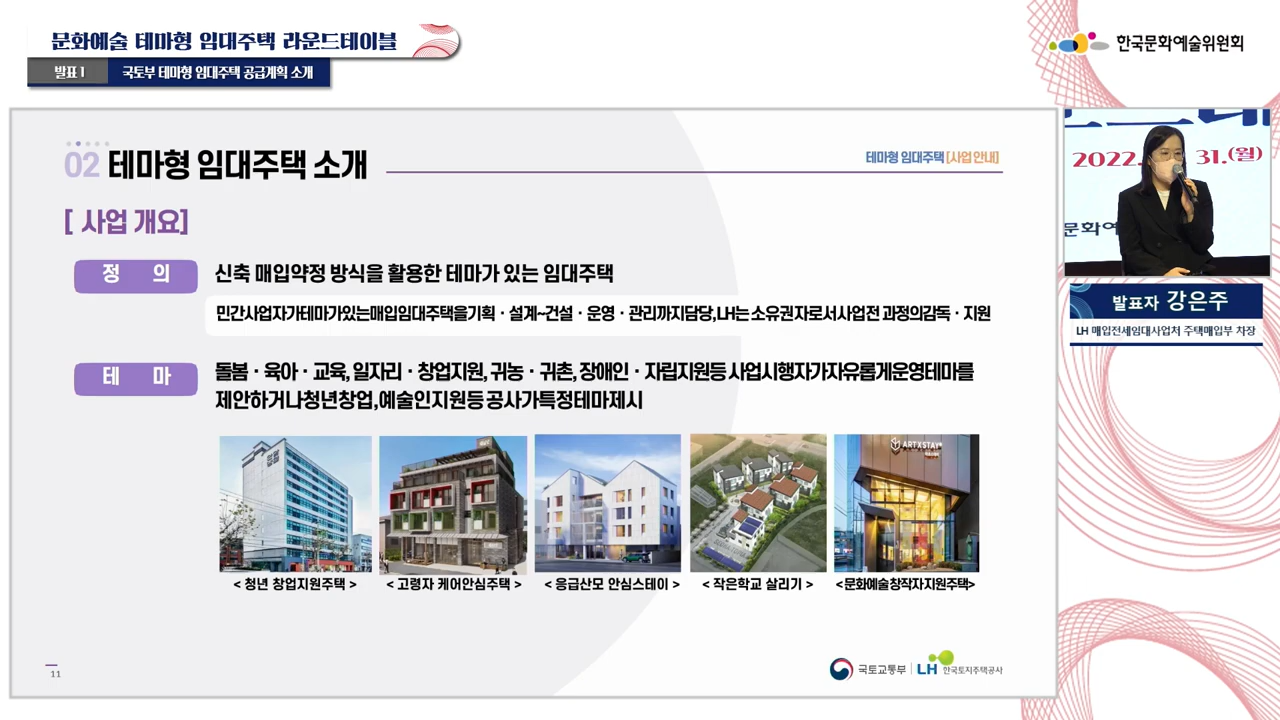 문화예술 테마형 임대주택 라운드테이블
발표 1 국토부 테마형 임대주택 공급계획 소개
한국문화예술위원회
02 테마형 임대주택 소개
테마형 임대주택 [사업 안내]
[ 사업 개요]
정 의
신축 매입약정 방식을 활용한 테마가 있는 임대주택
민간사업자가테마가있는매입임대주택을기획 · 설계~건설 · 운영 · 관리까지담당,LH는 소유권자로서사업전 과정의감독 · 지원
테 마
돌봄 · 육아 · 교육, 일자리 · 창업지원, 귀농 · 귀촌, 장애인 · 자립지원등 사업시행자가자유롭게운영테마를
제안하거나청년창업,예술인지원등 공사가특정테마제시
ARTXSTAY
< 청년 창업지원주택 >
< 고령자 케어안심주택 >
< 응급산모 안심스테이 >
< 작은학교 살리기 >
<문화예술창작자지원주택>
11
국토교통부
LH 한국토지주택공사
2022. 31.(월)
문화예
발표자 강은주
LH 매입전세임대사업처 주택매입부 차장